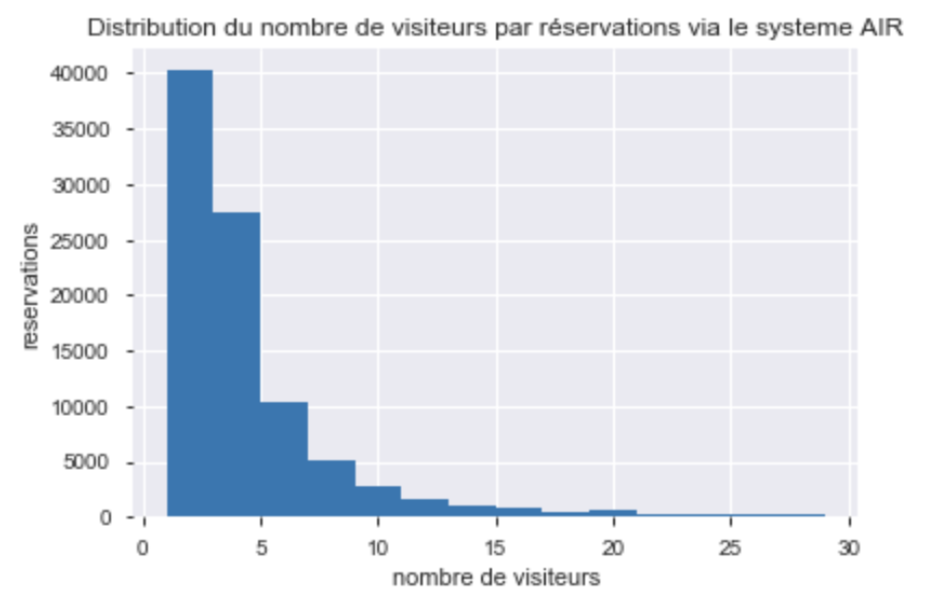 Distribution du nombre de visiteurs par réservations via le systeme AIR
40000
35000
30000
25000
20000
15000
10000
5000
0
reservations
0 5 10 15 20 25 30
nombre de visiteurs